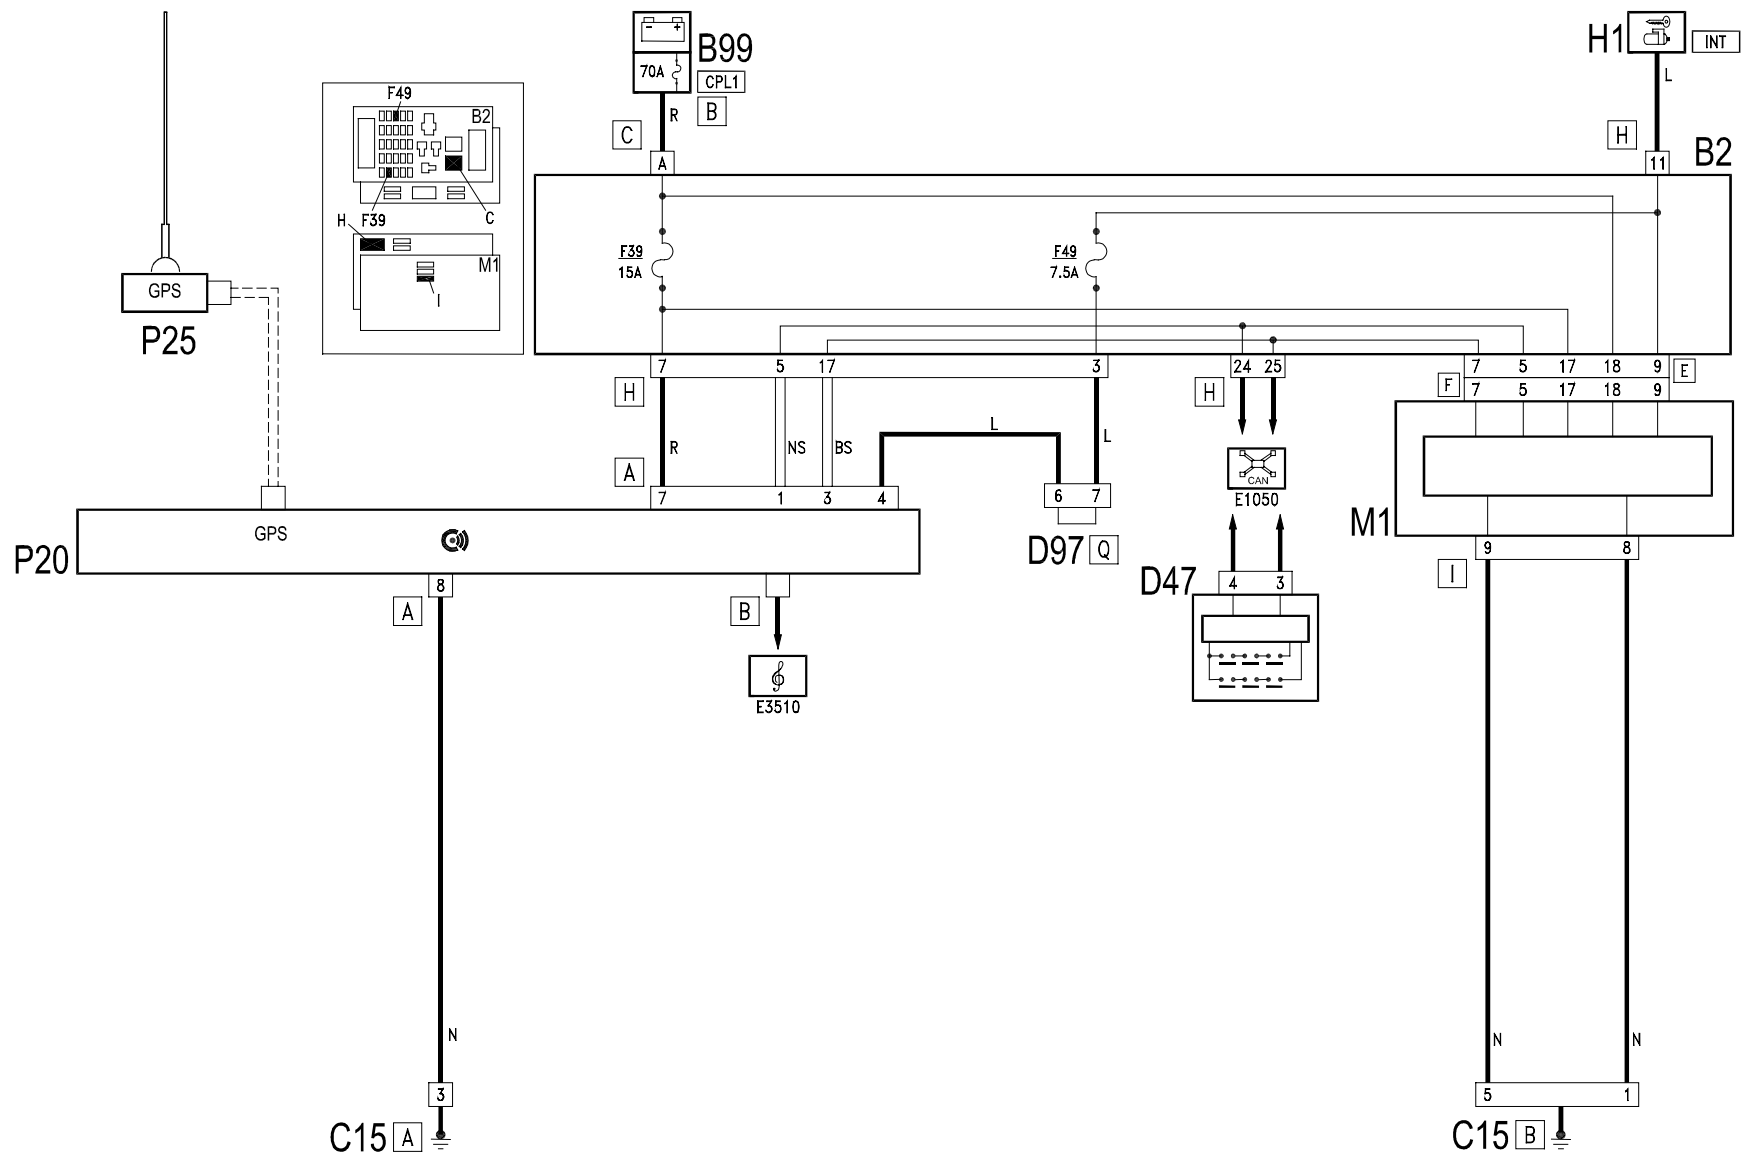 B99
70A
CPL1
B
R
C
A
H1
INT
L
H
11
B2
F49
B2
H
F39
C
M1
I
GPS
P25
F39
15A
F49
7.5A
7 5 17 3
24 25
7 5 17 18 9
E
F
7 5 17 18 9
H
H
R
NS
BS
L
L
A
7 1 3 4
6 7
D97
Q
CAN
E1050
M1
9 8
I
P20
GPS
8
A
B
E3510
D47
4 3
N
N
N
3
C15
A
5 1
C15
B